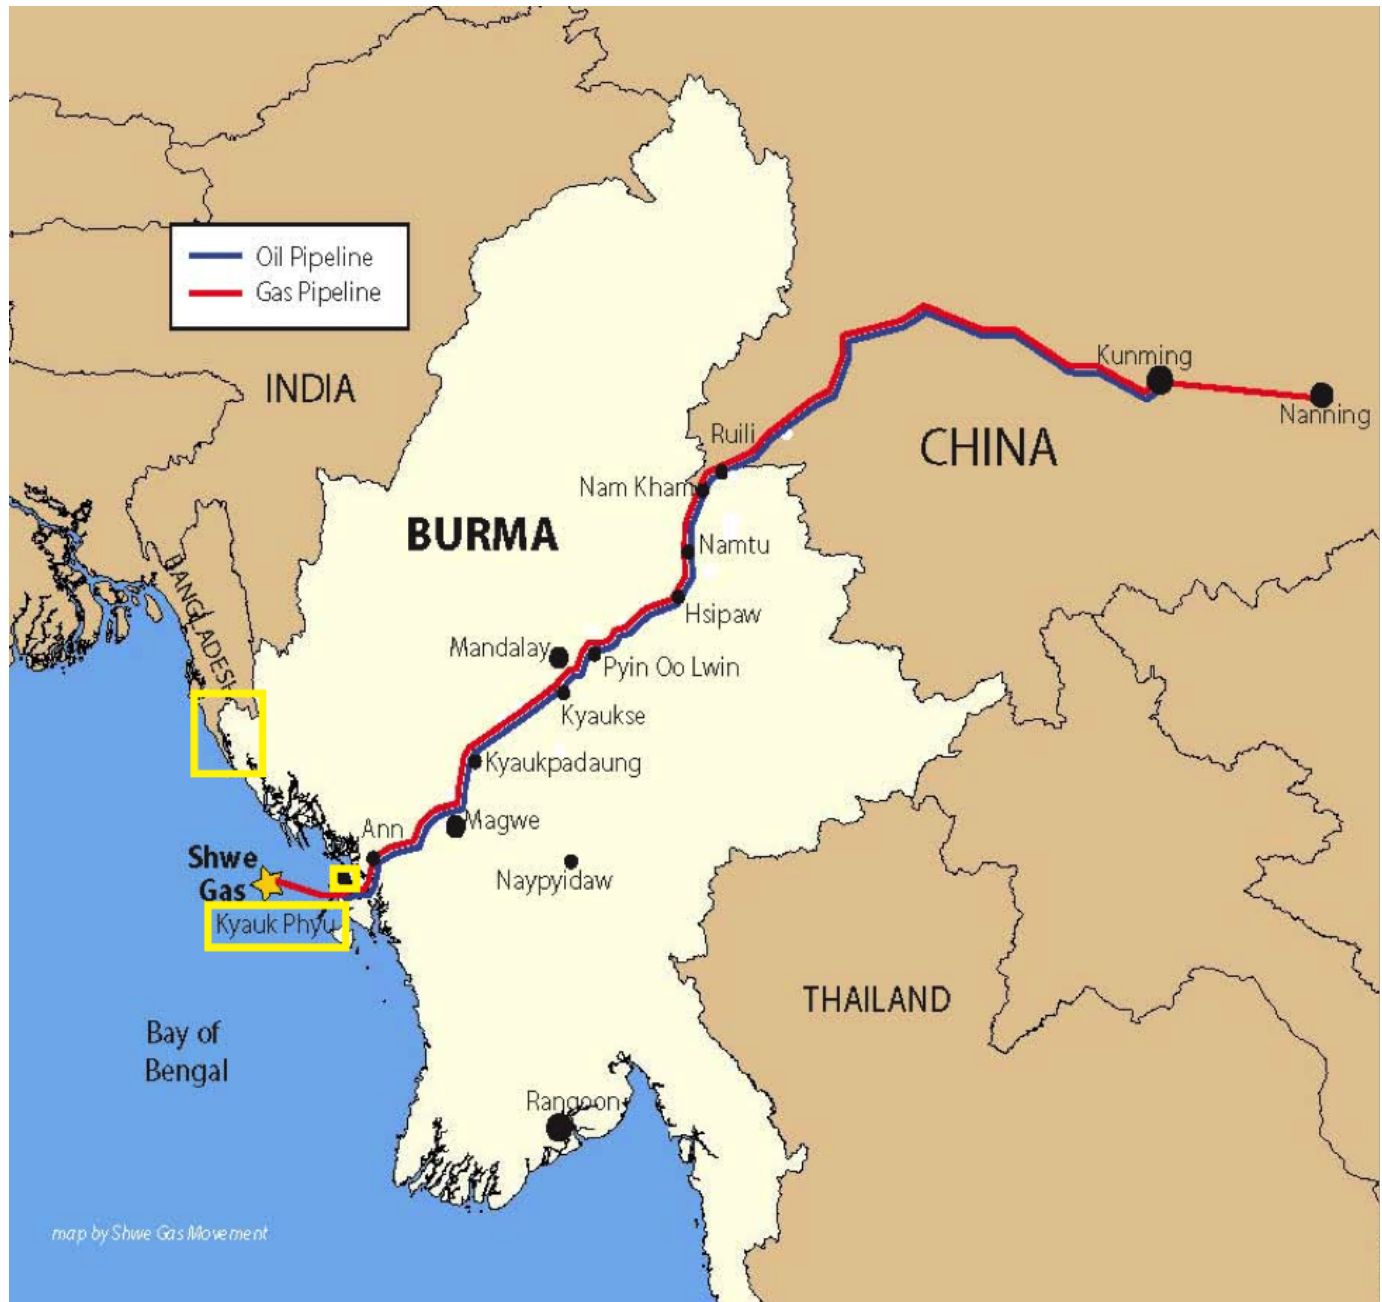 Oil Pipeline
Gas Pipeline
INDIA
Kunming
Nanning
CHINA
Ruili
Nam Kham
BURMA
Namtu
BANGLADESH
Hsipaw
Mandalay
Pyin Oo Lwin
Kyaukse
Kyaukpadaung
Magwe
Ann
Shwe
Gas
Naypyidaw
Kyauk Phyu
THAILAND
Bay of
Bengal
Rangoon
map by Shwe Gas Movement